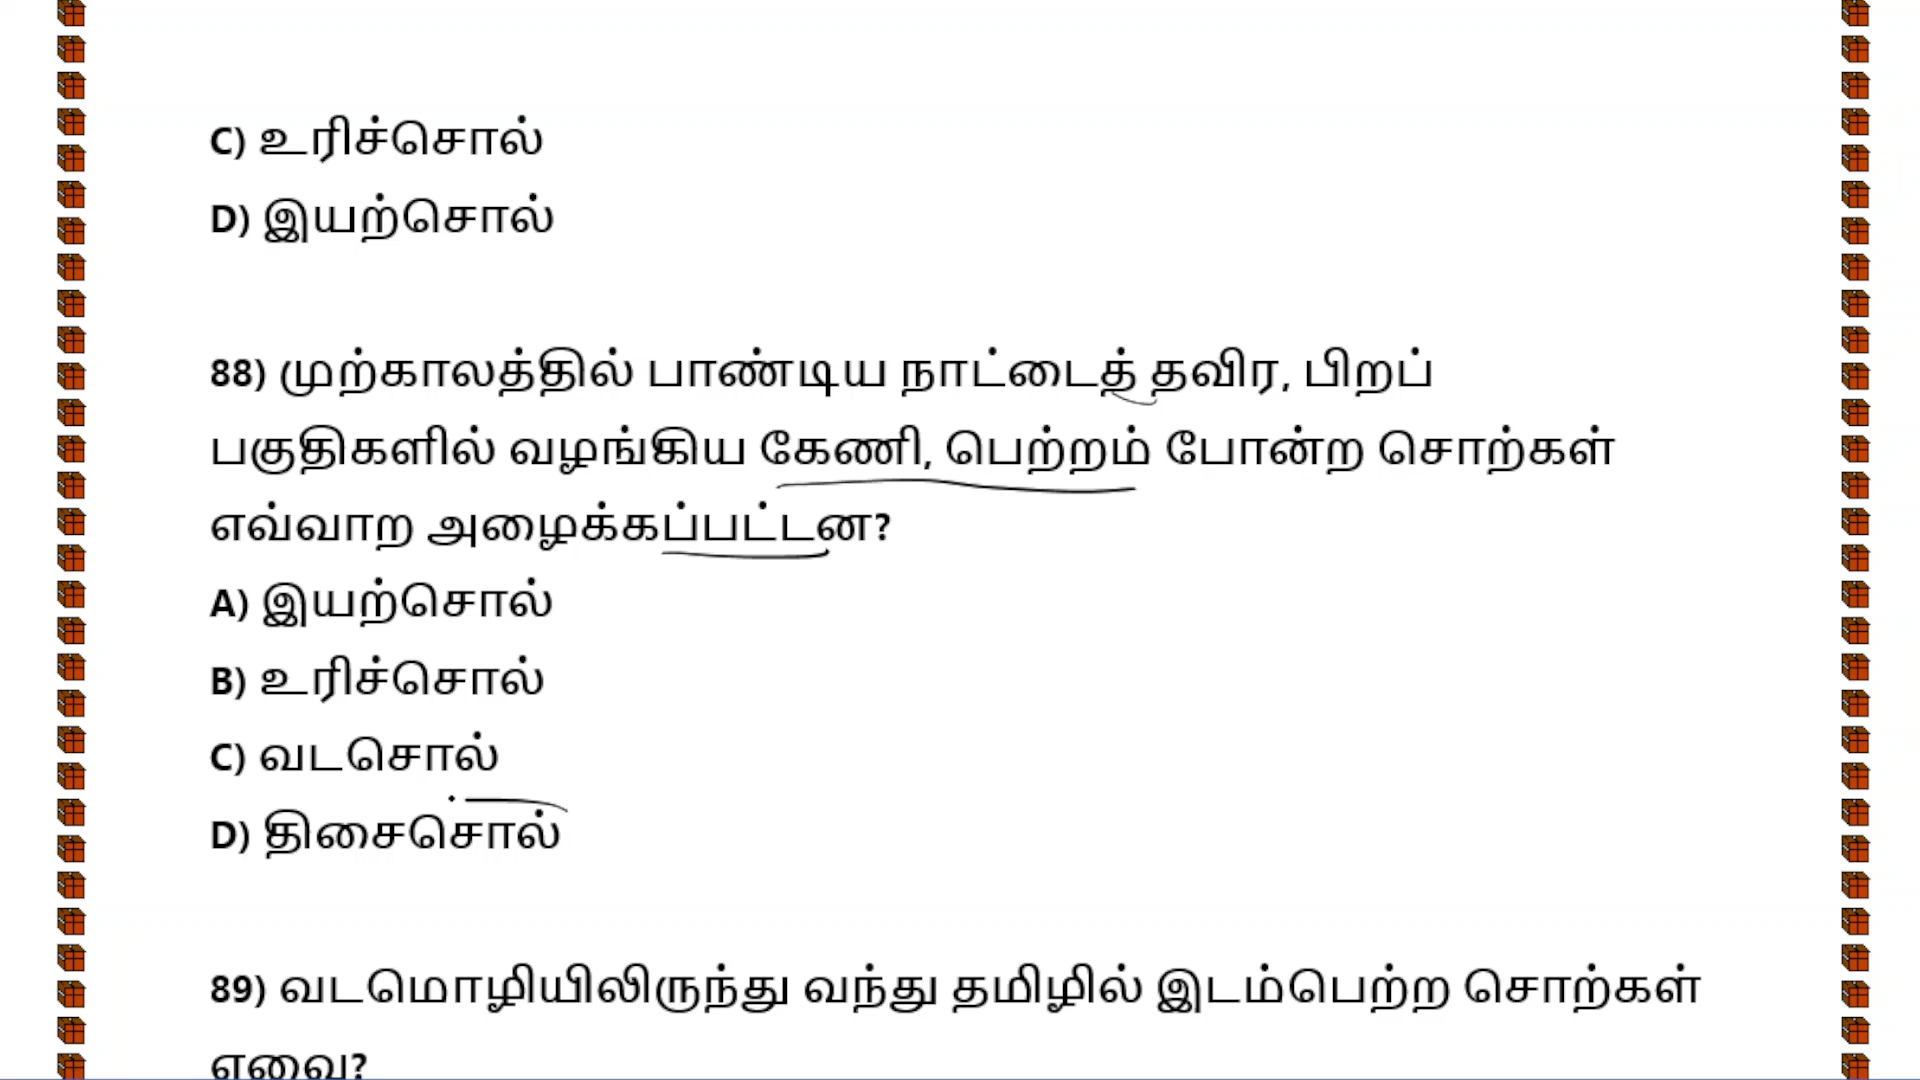 C) உரிச்சொல்
D) இயற்சொல்
88) முற்காலத்தில் பாண்டிய நாட்டைத் தவிர, பிறப்
பகுதிகளில் வழங்கிய கேணி, பெற்றம் போன்ற சொற்கள்
எவ்வாற அழைக்கப்பட்டன?
A) இயற்சொல்
B) உரிச்சொல்
C) வடசொல்
D) திசைசொல்
89) வடமொழியிலிருந்து வந்து தமிழில் இடம்பெற்ற சொற்கள்
எவை?